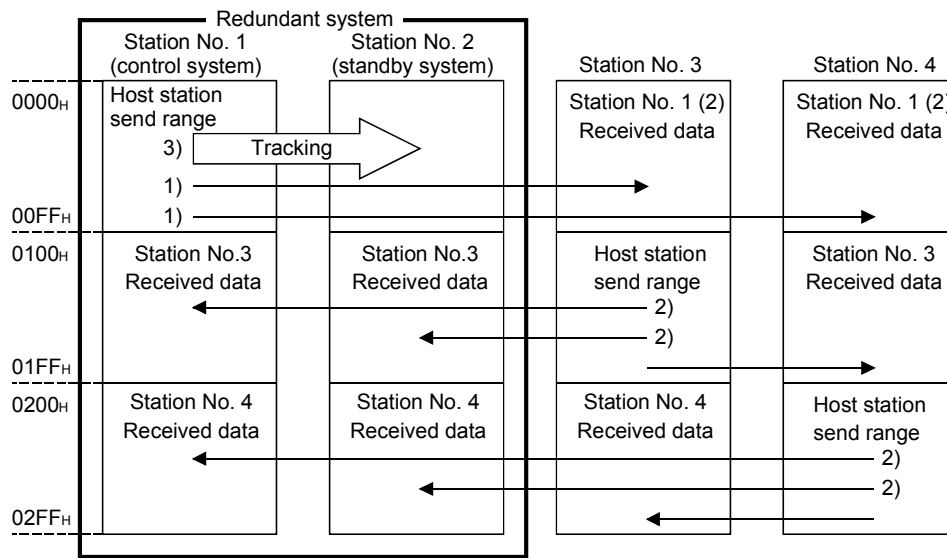 Redundant system
Station No. 1
(control system)
Station No. 2
(standby system)
Station No. 3
Station No. 4
0000H
Host station
send range
Station No. 1 (2)
Received data
Station No. 1 (2)
Received data
3)
Tracking
1)
1)
00FFH
0100H
Station No.3
Received data
Station No.3
Received data
Host station
send range
Station No. 3
Received data
2)
2)
01FFH
0200H
Station No. 4
Received data
Station No. 4
Received data
Station No. 4
Received data
Host station
send range
2)
2)
02FFH